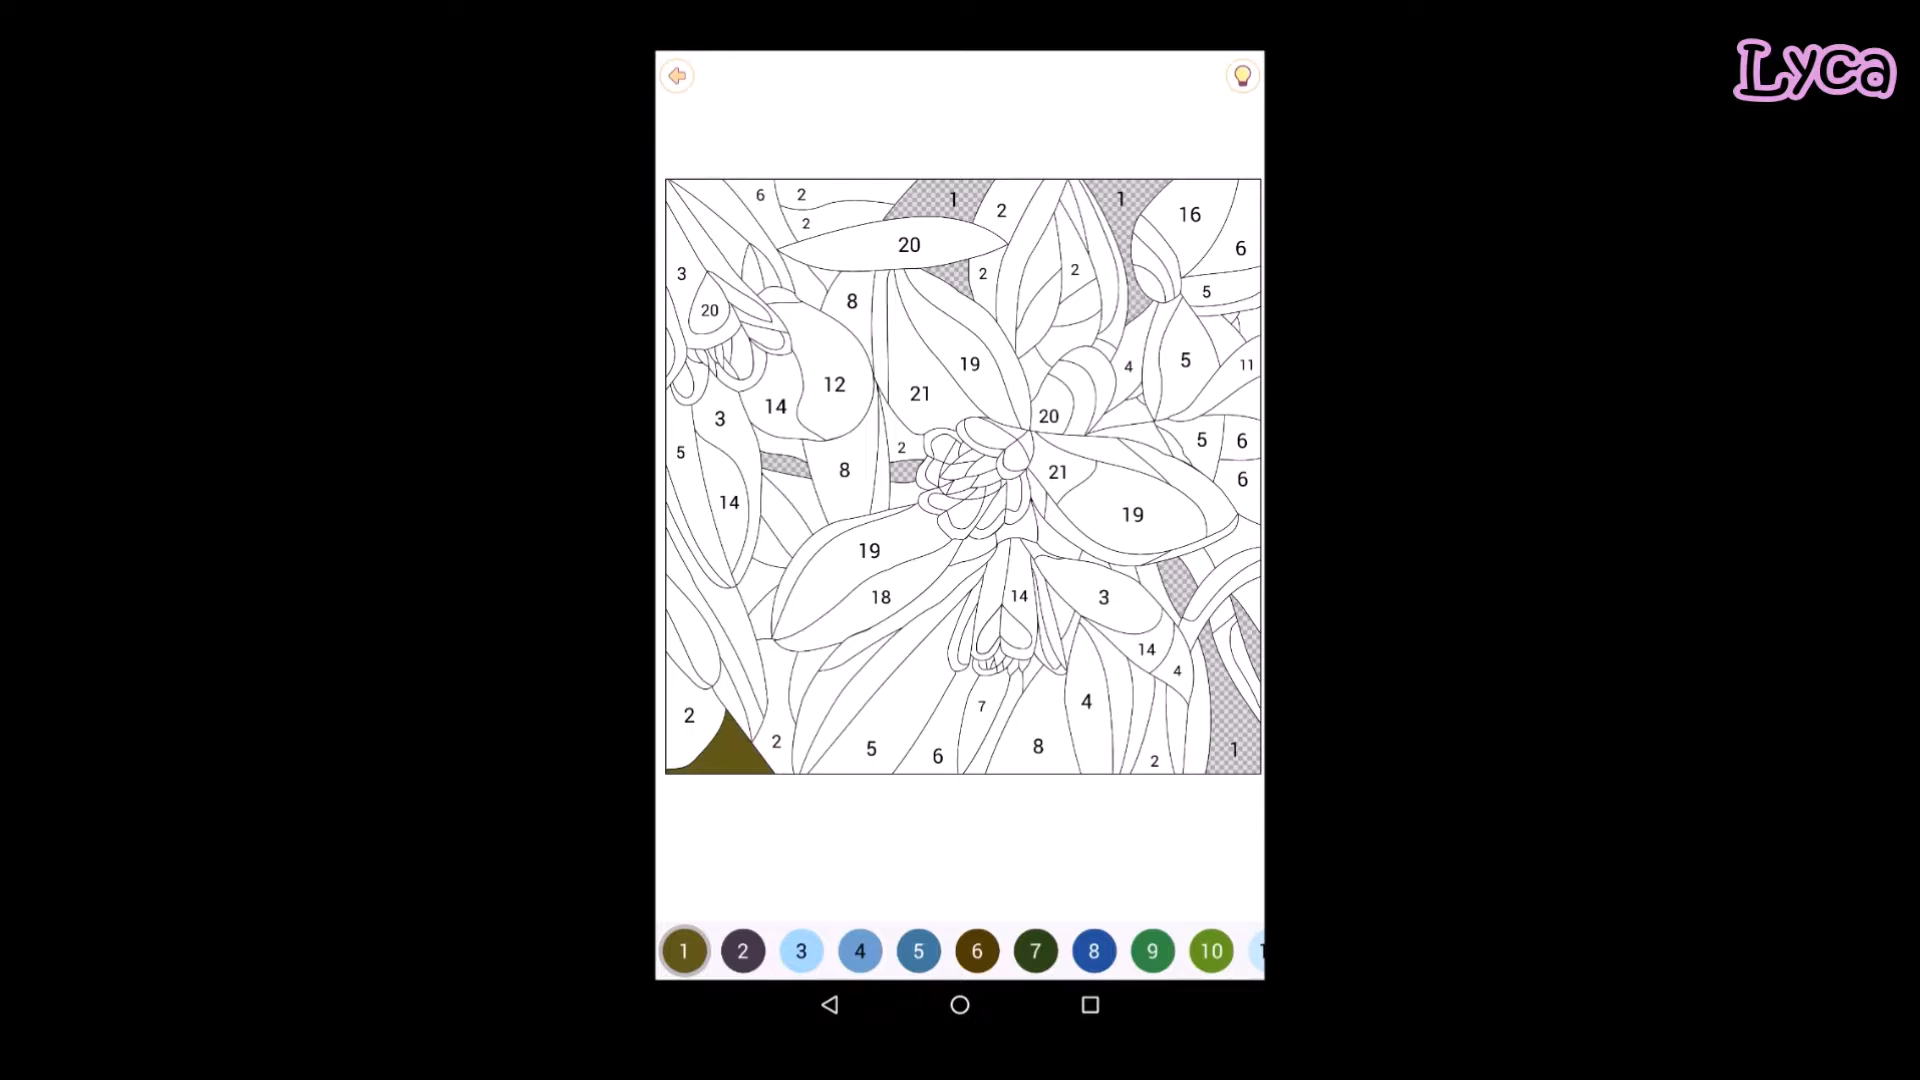 Lyca
6 2 1 2 1 16
2 20 6
3 2 2 5
20 8
19 4 5 11
12 21
14 20
3 5 6
5 2
8 21 6
14 19
19
18 14 3
14 4
2 7 4
2 5 6 8 2 1
1 2 3 4 5 6 7 8 9 10